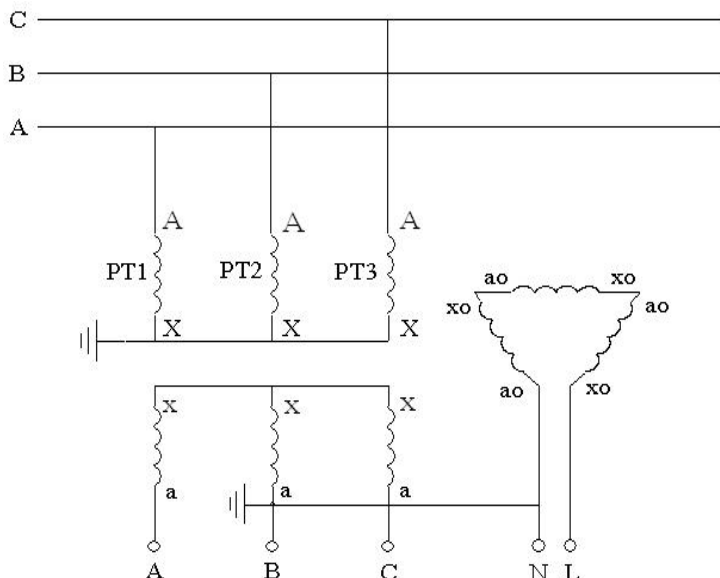 C
B
A
A A A
PT1 PT2 PT3
X X X
ao xo
xo ao
ao xo
x x x
a a a
A B C N L